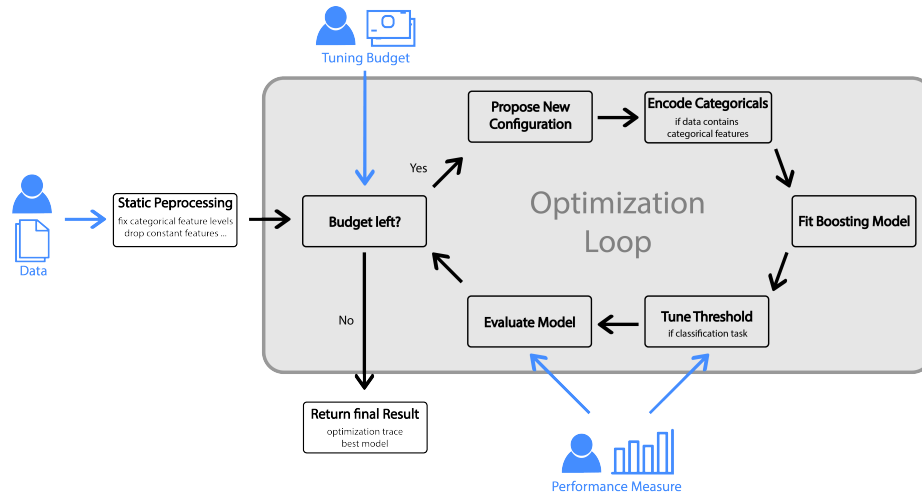 Tuning Budget
Propose New
Configuration
Encode Categoricals
if data contains
categorical features
Yes
Static Peprocessing
fix categorical feature levels
drop constant features ...
Data
Budget left?
Optimization
Loop
Fit Boosting Model
No
Evaluate Model
Tune Threshold
if classification task
Return final Result
optimization trace
best model
Performance Measure